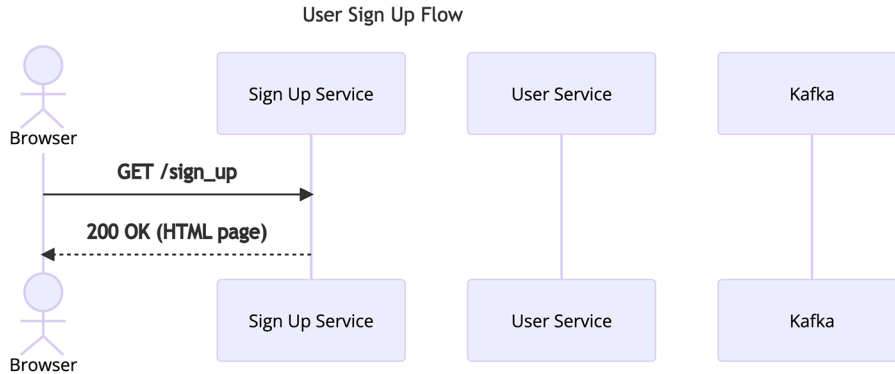 User Sign Up Flow
Browser
Sign Up Service
User Service
Kafka
GET /sign_up
200 OK (HTML page)
Browser
Sign Up Service
User Service
Kafka